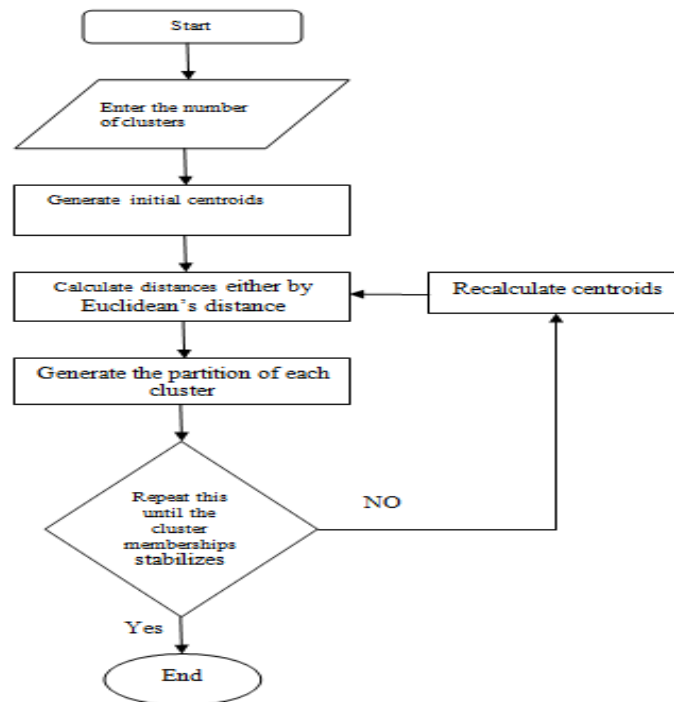 Start
Enter the number
of clusters
Generate initial centroids
Calculate distances either by
Euclidean's distance
Recalculate centroids
Generate the partition of each
cluster
Repeat this
until the
cluster
memberships
stabilizes
NO
Yes
End